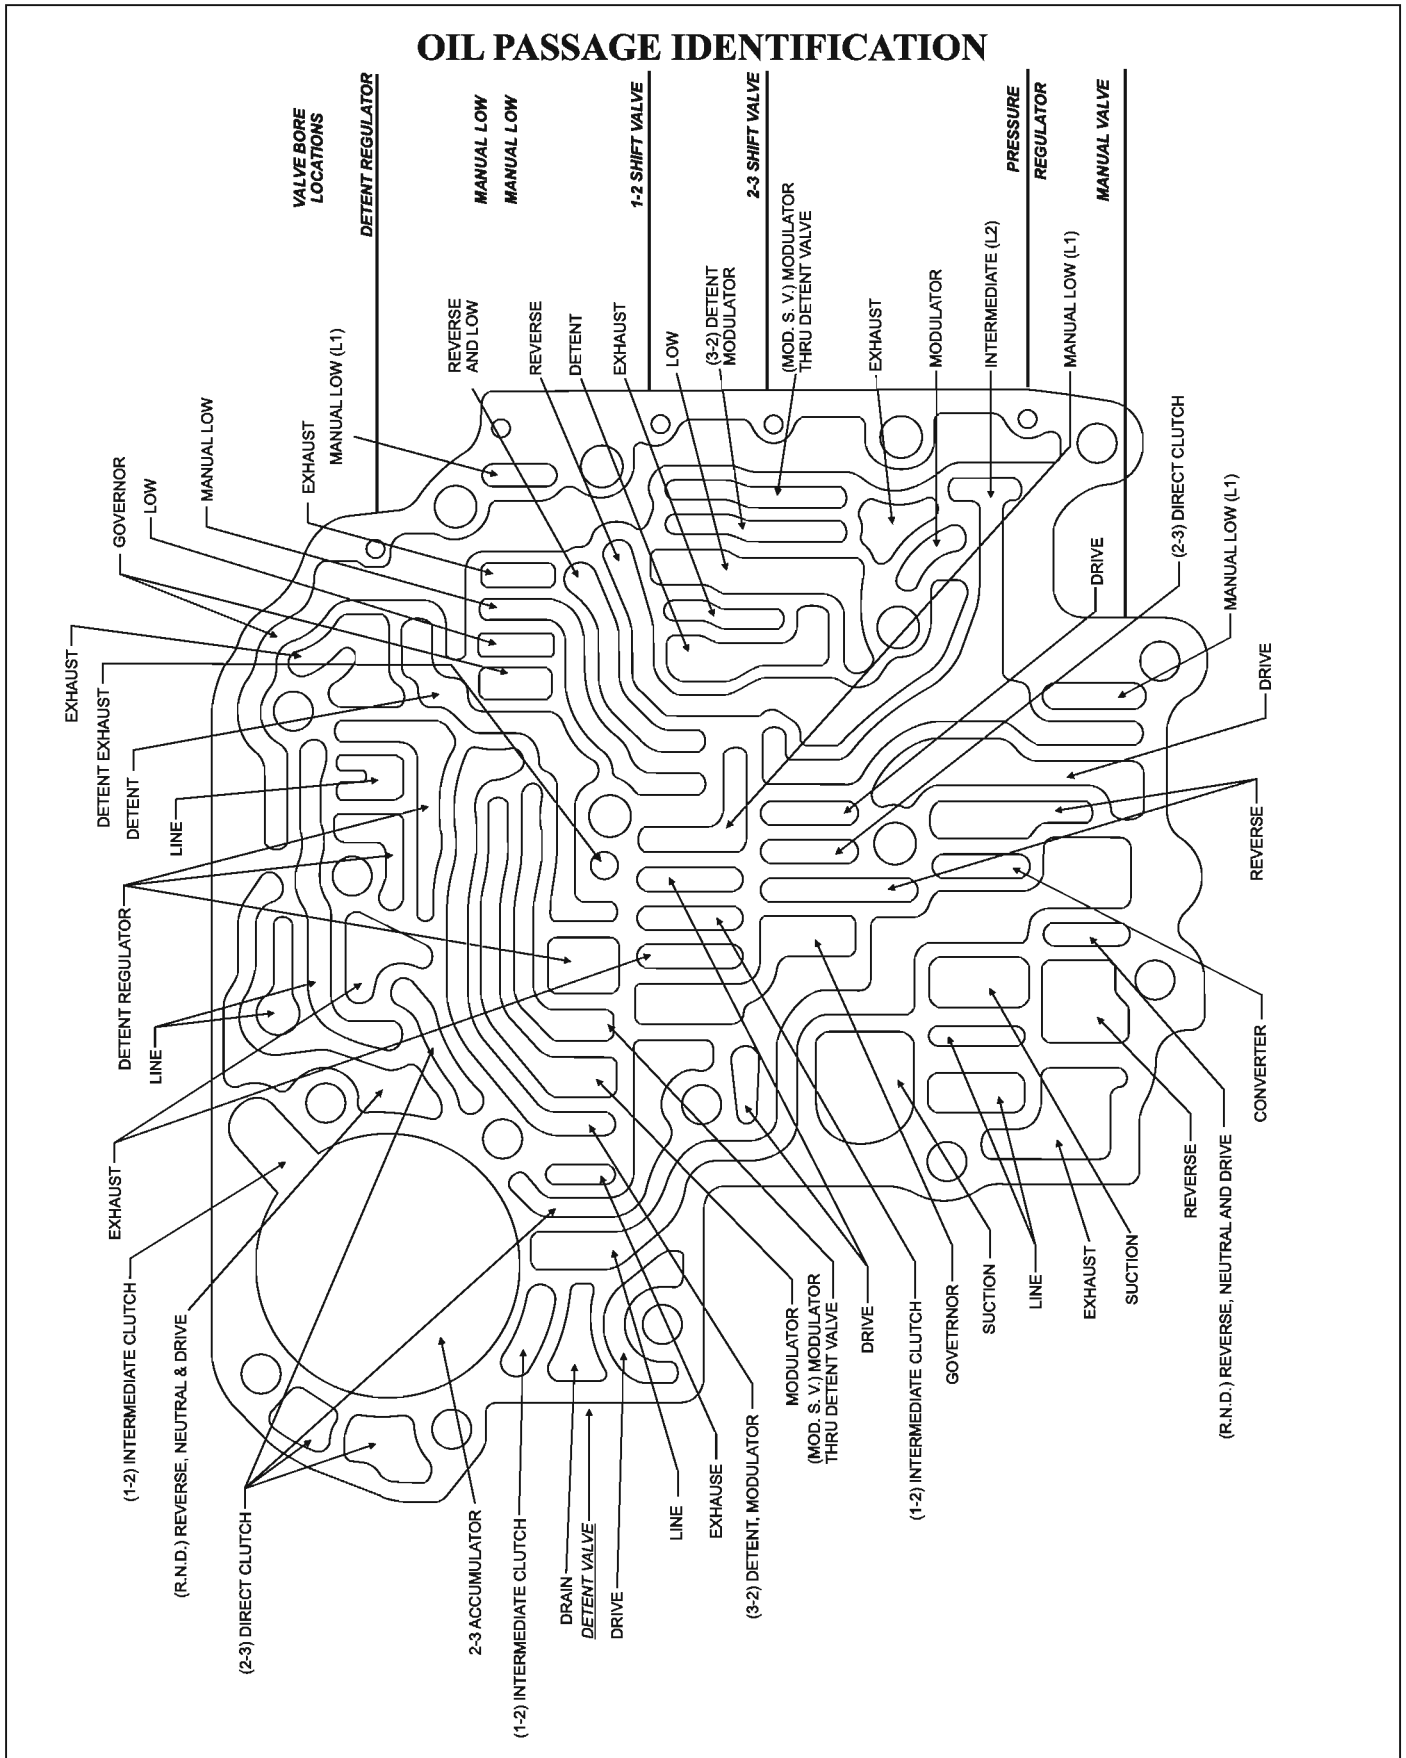 OIL PASSAGE IDENTIFICATION
VALVE BORE
LOCATIONS
DETENT REGULATOR
MANUAL LOW
MANUAL LOW
1-2 SHIFT VALVE
2-3 SHIFT VALVE
PRESSURE
REGULATOR
MANUAL VALVE
GOVERNOR
LOW
MANUAL LOW
EXHAUST
MANUAL LOW (L1)
REVERSE
AND LOW
REVERSE
DETENT
EXHAUST
LOW
(3-2) DETENT
MODULATOR
(MOD. S. V.) MODULATOR
THRU DETENT VALVE
EXHAUST
MODULATOR
INTERMEDIATE (L2)
MANUAL LOW (L1)
DRIVE
(2-3) DIRECT CLUTCH
MANUAL LOW (L1)
DRIVE
EXHAUST
DETENT EXHAUST
DETENT
LINE
REVERSE
DETENT REGULATOR
LINE
EXHAUST
CONVERTER
(1-2) INTERMEDIATE CLUTCH
(R.N.D.) REVERSE, NEUTRAL & DRIVE
(2-3) DIRECT CLUTCH
2-3 ACCUMULATOR
(1-2) INTERMEDIATE CLUTCH
DRAIN
DETENT VALVE
DRIVE
LINE
EXHAUSE
(3-2) DETENT, MODULATOR
MODULATOR
(MOD. S. V.) MODULATOR
THRU DETENT VALVE
DRIVE
(1-2) INTERMEDIATE CLUTCH
GOVETRNOR
SUCTION
LINE
EXHAUST
SUCTION
REVERSE
(R.N.D.) REVERSE, NEUTRAL AND DRIVE